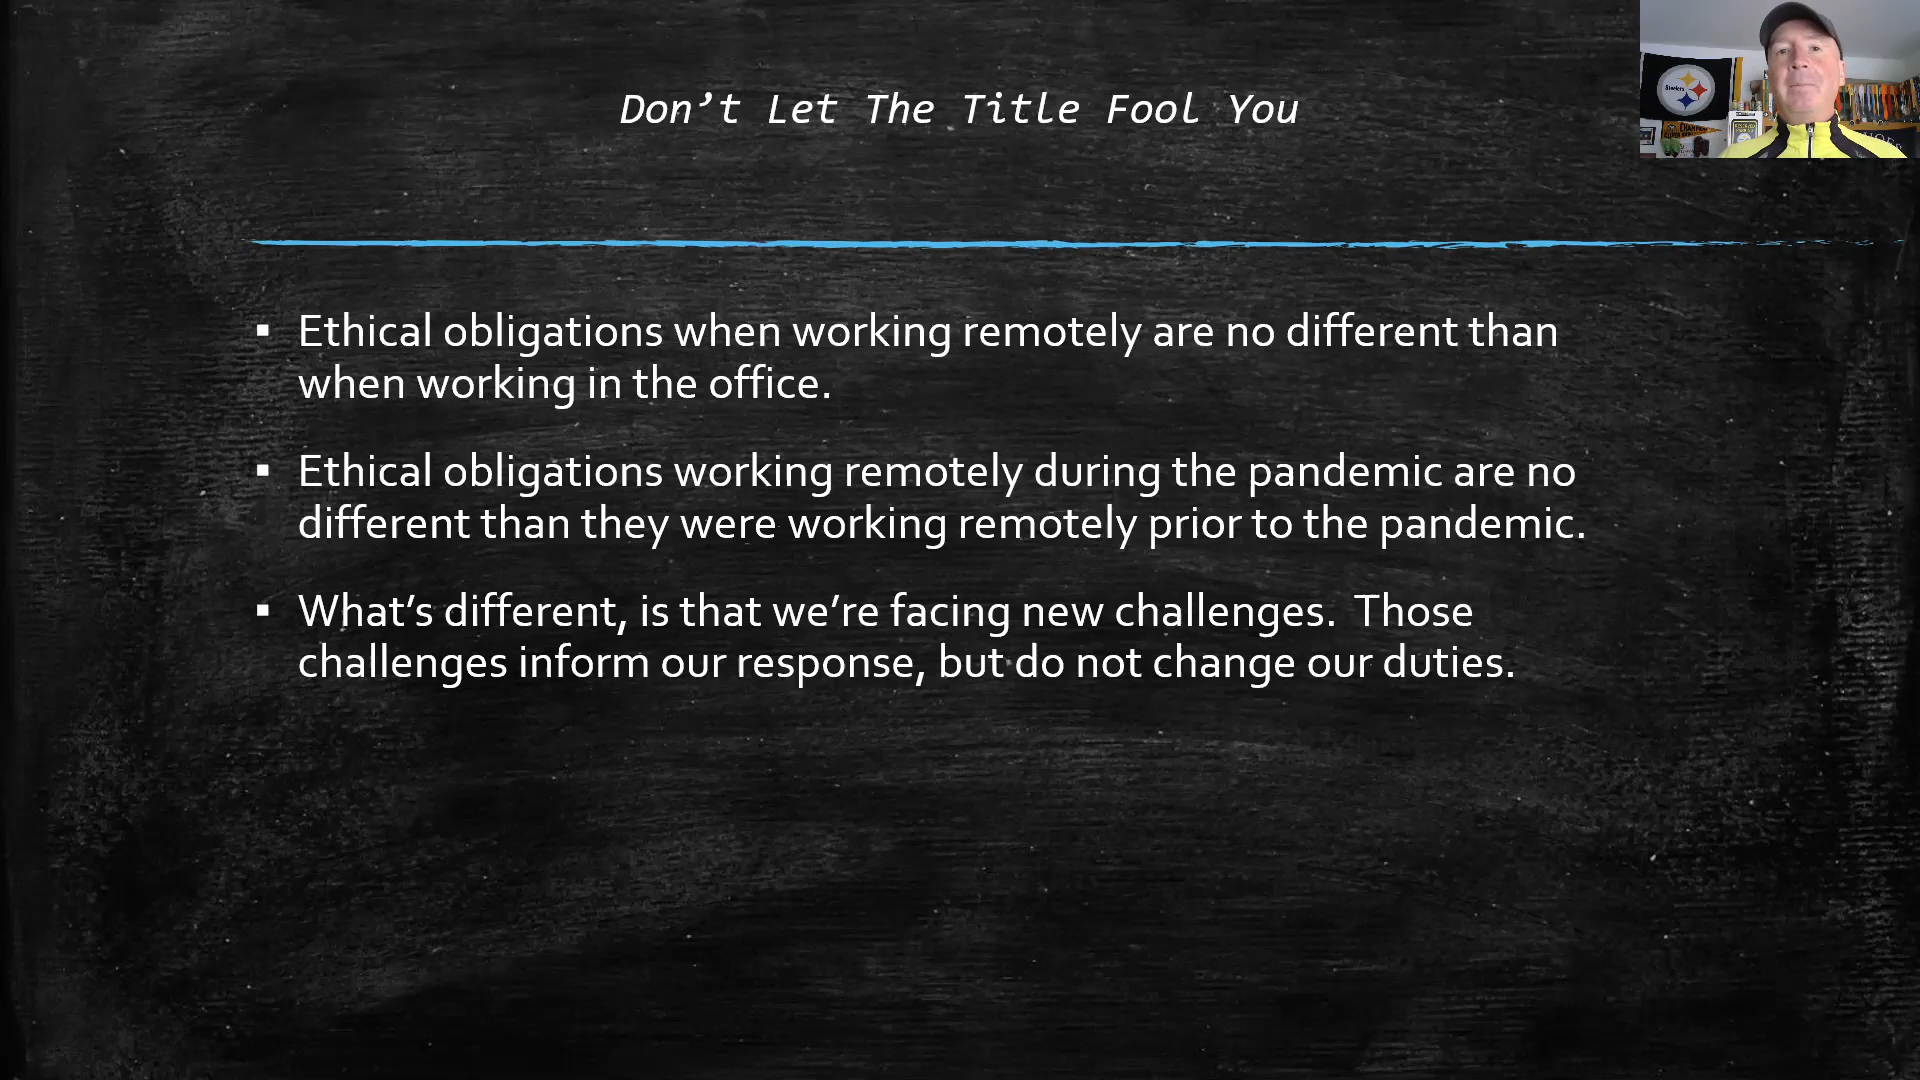 Don’t Let The Title Fool You
Steelers
▪ Ethical obligations when working remotely are no different than
when working in the office.
▪ Ethical obligations working remotely during the pandemic are no
different than they were working remotely prior to the pandemic.
▪ What’s different, is that we’re facing new challenges.  Those
challenges inform our response, but do not change our duties.